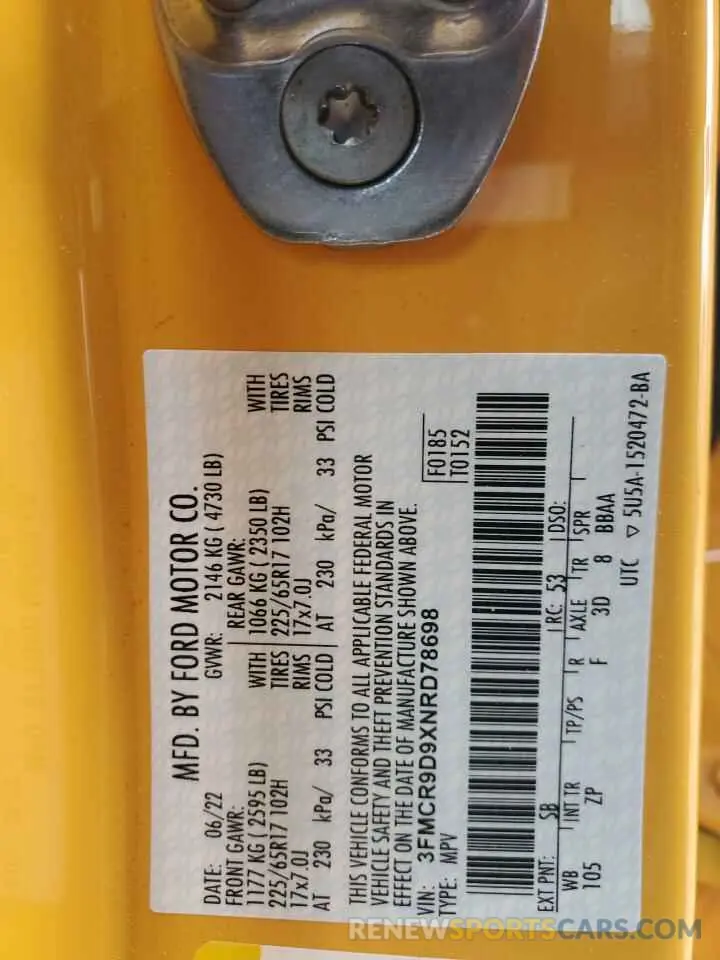 MFD. BY FORD MOTOR CO.
DATE: 06/22 GVWR: 2146 KG ( 4730 LB)
FRONT GAWR: REAR GAWR:
1177 KG (2595 LB) WITH 1066 KG ( 2350 LB) WITH
225/65R17 102H TIRES 225/65R17 102H TIRES
17x7.0J RIMS 17x7.0J RIMS
AT 230 kPa/ 33 PSI COLD AT 230 kPa/ 33 PSI COLD
THIS VEHICLE CONFORMS TO ALL APPLICABLE FEDERAL MOTOR
VEHICLE SAFETY AND THEFT PREVENTION STANDARDS IN
EFFECT ON THE DATE OF MANUFACTURE SHOWN ABOVE.
VIN: 3FMCR9D9XNRD78698 F0185
TYPE: MPV T0152
EXT PNT: SB RC: 53 DSO:
WB INT TR TP/PS R AXLE TR SPR
105 ZP F 3D 8 BBAA
UTC ▽ 5U5A-1520472-BA
RENEWSPORTSCARS.COM